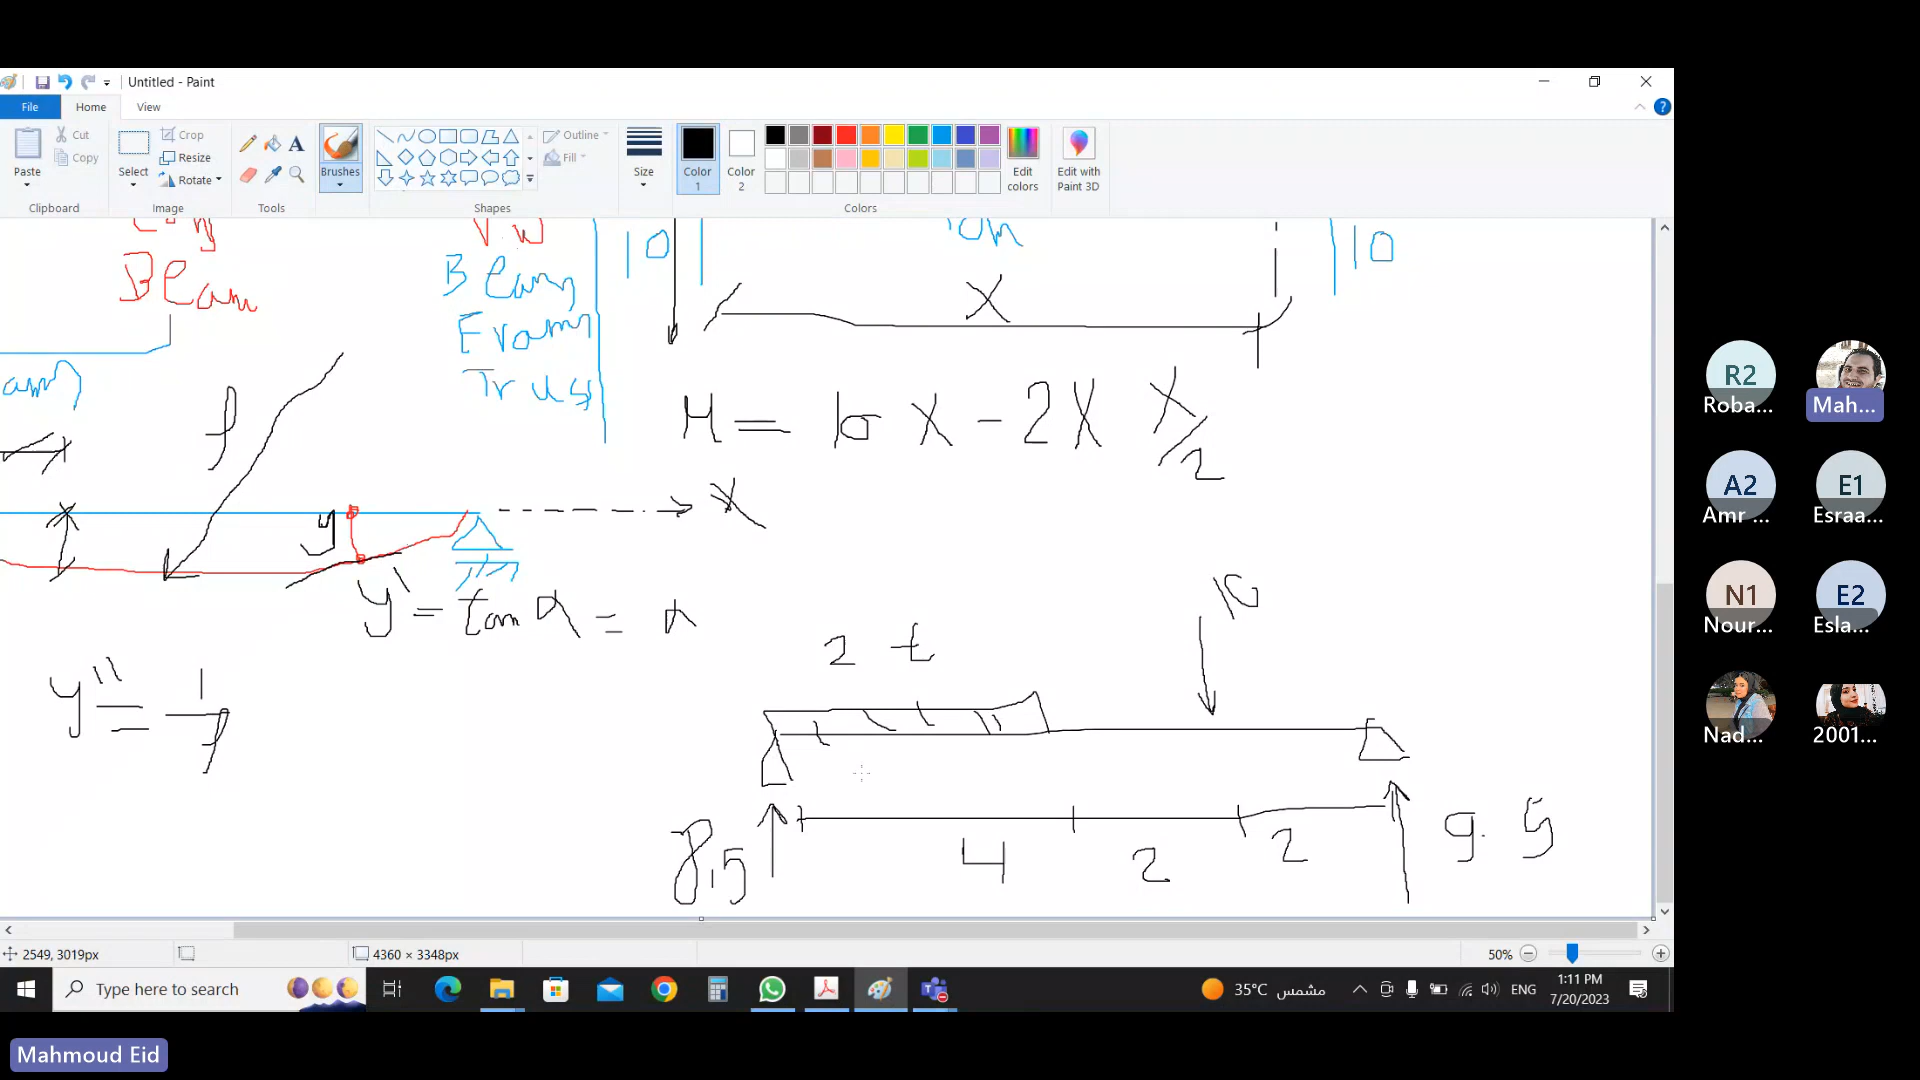 Untitled - Paint
File Home View
Paste Cut Copy Clipboard
Select Crop Resize Rotate Image
Tools
Brushes
Outline Fill Shapes
Size
Color 1 Color 2 Edit colors Edit with Paint 3D Colors
Beam
Beam
Fram
Trus
10
10
X
M = 10 X - 2X X/2
X
y
y' = tan α = α
y'' = 1/ρ
2 t
10
8.5
4
2
2
9.5
R2
Roba...
Mah...
A2
Amr ...
E1
Esraa...
N1
Nour...
E2
Esla...
Nad...
2001...
2549, 3019px
4360 × 3348px
50%
Type here to search
35°C مشمس
ENG
1:11 PM
7/20/2023
Mahmoud Eid